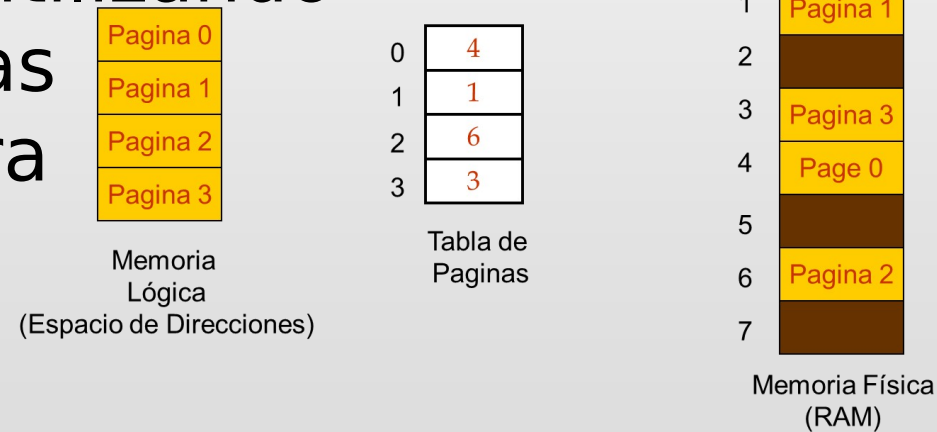 as
ra
Pagina 0
Pagina 1
Pagina 2
Pagina 3
Memoria
Lógica
(Espacio de Direcciones)
0 4
1 1
2 6
3 3
Tabla de
Paginas
1 Pagina 1
2
3 Pagina 3
4 Page 0
5
6 Pagina 2
7
Memoria Física
(RAM)